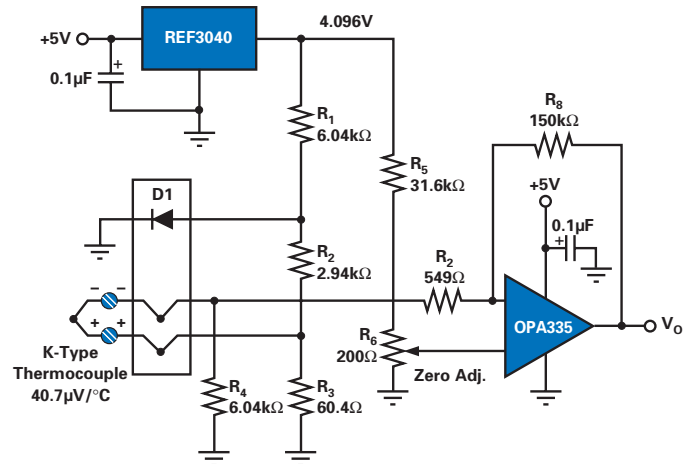 4.096V
+5V
REF3040
+
0.1µF
R1
6.04kΩ
R8
150kΩ
R5
31.6kΩ
+5V
D1
0.1µF
+
R2
2.94kΩ
R2
549Ω
– –
+ +
OPA335
VO
R6
200Ω
K-Type
Thermocouple
40.7µV/°C
Zero Adj.
R4
6.04kΩ
R3
60.4Ω